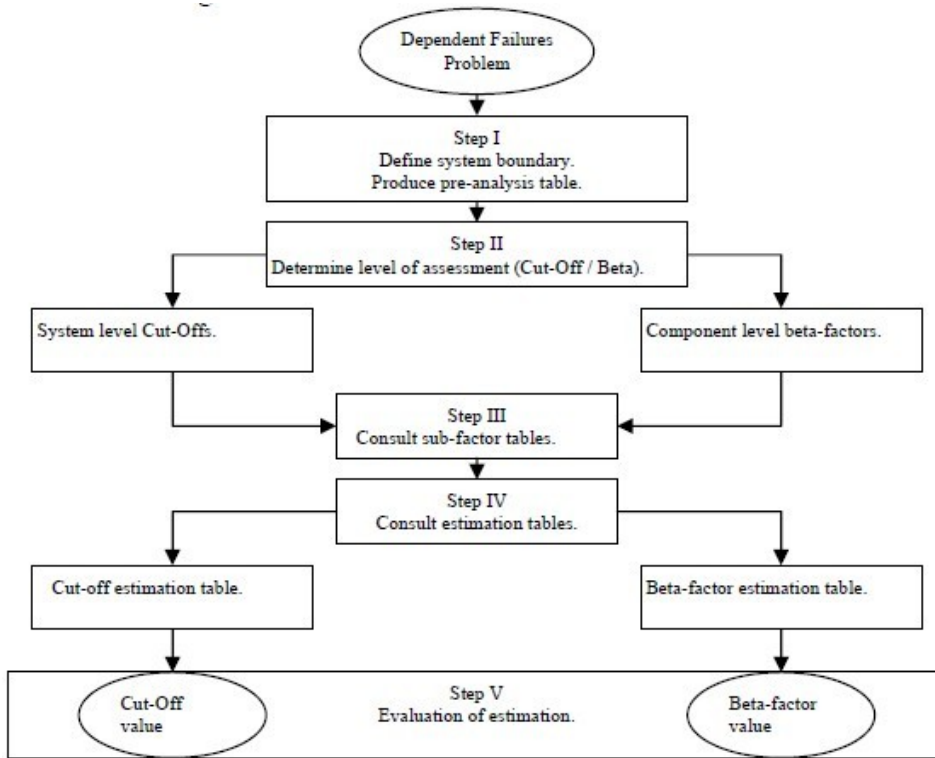 Dependent Failures
Problem
Step I
Define system boundary.
Produce pre-analysis table.
Step II
Determine level of assessment (Cut-Off / Beta).
System level Cut-Offs.
Component level beta-factors.
Step III
Consult sub-factor tables.
Step IV
Consult estimation tables.
Cut-off estimation table.
Beta-factor estimation table.
Cut-Off
value
Step V
Evaluation of estimation.
Beta-factor
value